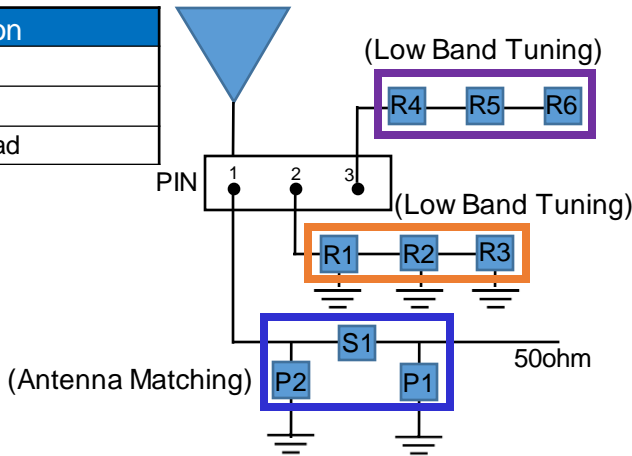 on
ad
(Low Band Tuning)
R4 R5 R6
PIN 1 2 3
(Low Band Tuning)
R1 R2 R3
S1
50ohm
(Antenna Matching) P2 P1